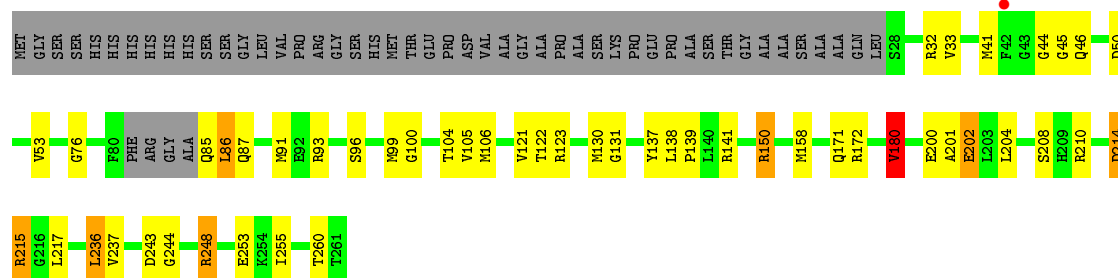 MET GLY SER SER HIS HIS HIS HIS HIS HIS SER SER GLY LEU VAL PRO ARG GLY SER HIS MET THR GLU PRO ASP VAL ALA GLY ALA PRO ALA SER LYS PRO GLU PRO ALA SER THR GLY ALA ALA SER ALA ALA GLN LEU S28 R32 V33 M41 F42 G43 G44 G45 Q46
V53 G76 F80 PHE ARG GLY ALA Q85 L86 Q87 M91 E92 R93 S96 M99 G100 T104 V105 M106 V121 T122 R123 M130 G131 Y137 L138 P139 L140 R141 R150 M158 Q171 R172 V180 E200 A201 E202 L203 L204 S208 H209 R210
R215 G216 L217 L236 V237 D243 G244 R248 E253 K254 I255 T260 T261